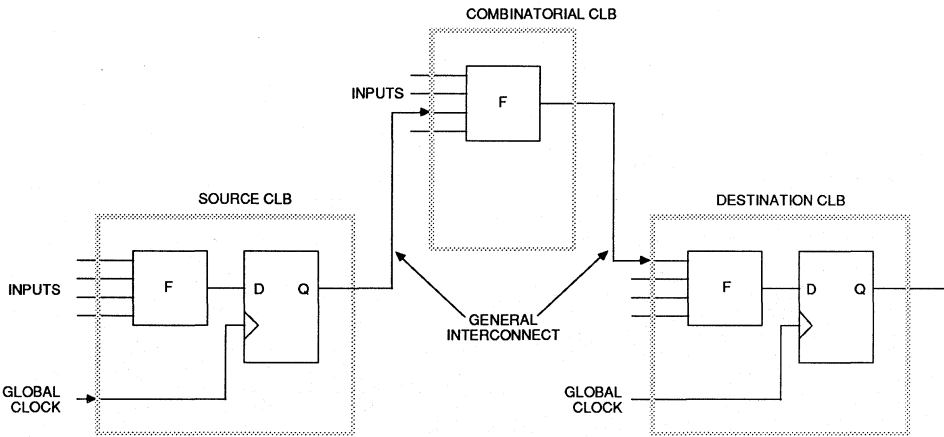 COMBINATORIAL CLB
INPUTS
F
SOURCE CLB
INPUTS
F
D
Q
GLOBAL
CLOCK
GENERAL
INTERCONNECT
DESTINATION CLB
F
D
Q
GLOBAL
CLOCK